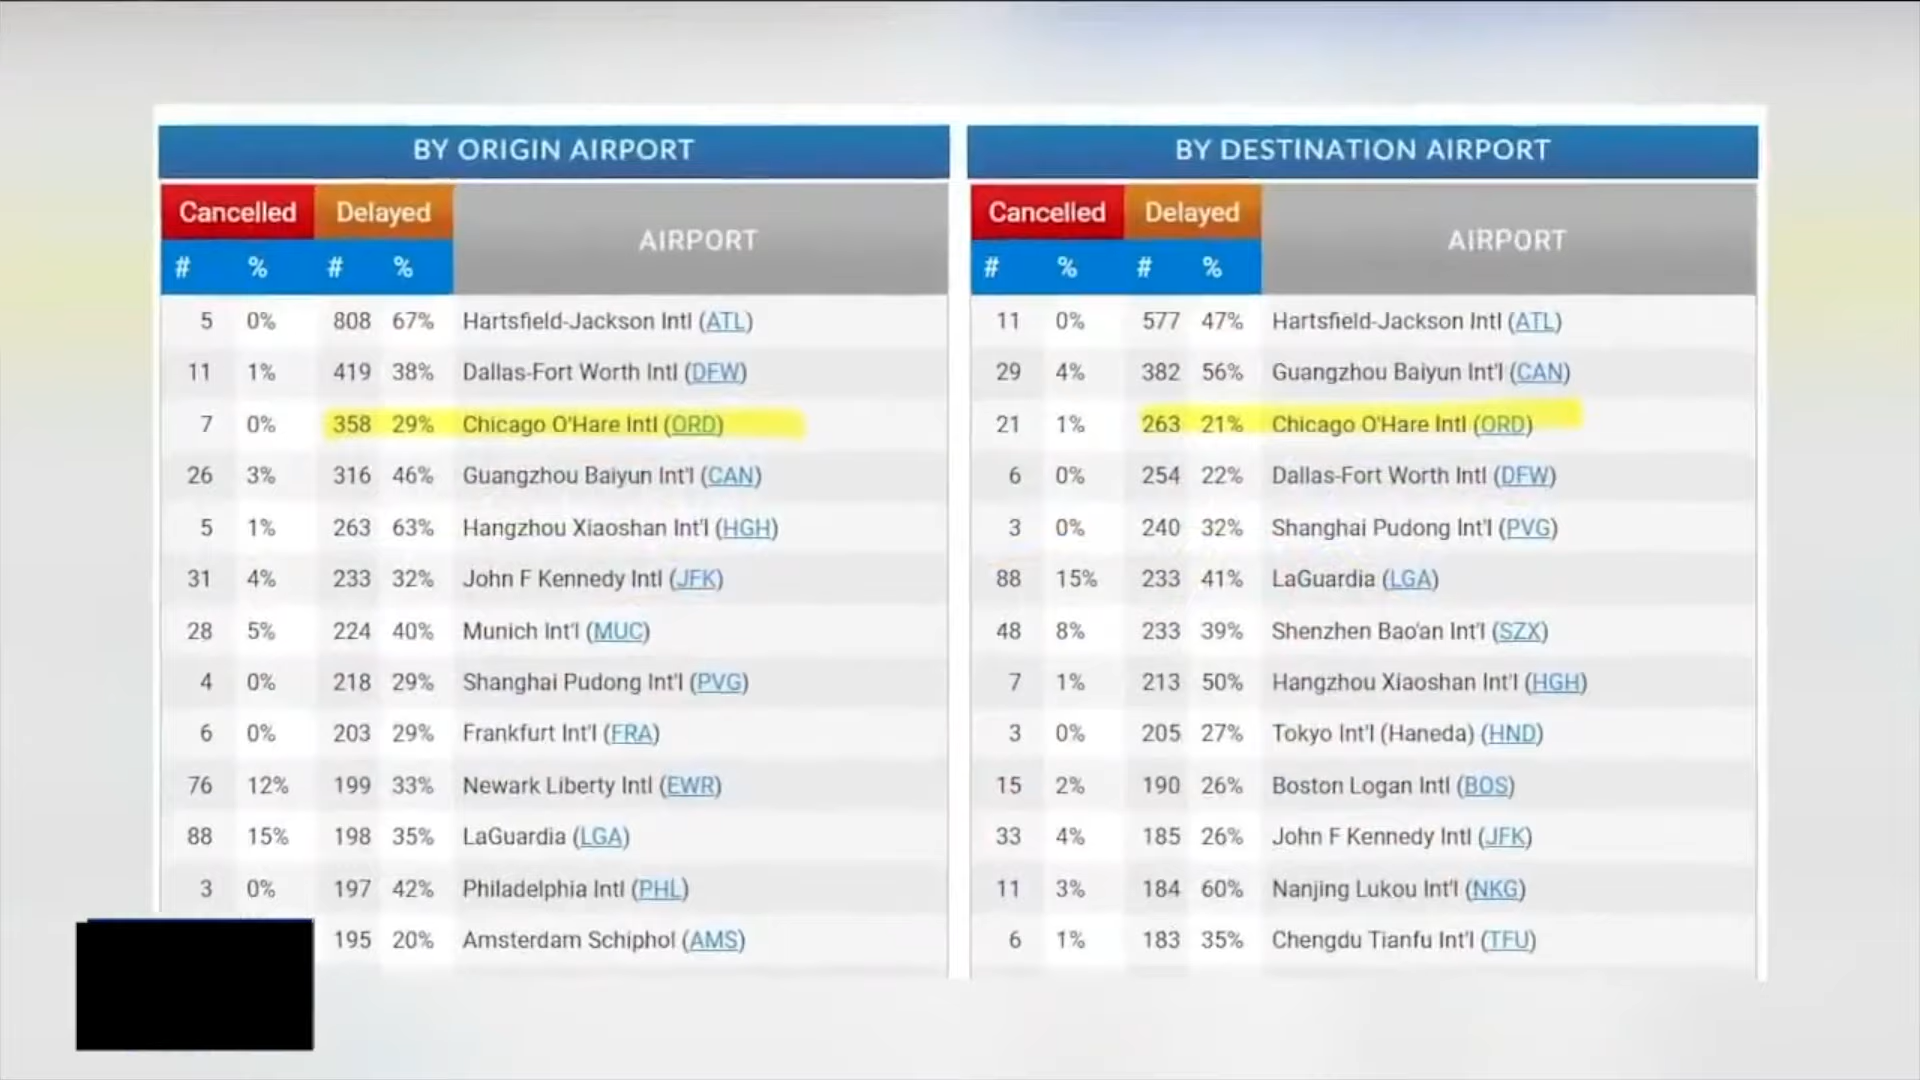 BY ORIGIN AIRPORT
Cancelled Delayed AIRPORT
# % # %
5 0% 808 67% Hartsfield-Jackson Intl (ATL)
11 1% 419 38% Dallas-Fort Worth Intl (DFW)
7 0% 358 29% Chicago O'Hare Intl (ORD)
26 3% 316 46% Guangzhou Baiyun Int'l (CAN)
5 1% 263 63% Hangzhou Xiaoshan Int'l (HGH)
31 4% 233 32% John F Kennedy Intl (JFK)
28 5% 224 40% Munich Int'l (MUC)
4 0% 218 29% Shanghai Pudong Int'l (PVG)
6 0% 203 29% Frankfurt Int'l (FRA)
76 12% 199 33% Newark Liberty Intl (EWR)
88 15% 198 35% LaGuardia (LGA)
3 0% 197 42% Philadelphia Intl (PHL)
195 20% Amsterdam Schiphol (AMS)
BY DESTINATION AIRPORT
Cancelled Delayed AIRPORT
# % # %
11 0% 577 47% Hartsfield-Jackson Intl (ATL)
29 4% 382 56% Guangzhou Baiyun Int'l (CAN)
21 1% 263 21% Chicago O'Hare Intl (ORD)
6 0% 254 22% Dallas-Fort Worth Intl (DFW)
3 0% 240 32% Shanghai Pudong Int'l (PVG)
88 15% 233 41% LaGuardia (LGA)
48 8% 233 39% Shenzhen Bao'an Int'l (SZX)
7 1% 213 50% Hangzhou Xiaoshan Int'l (HGH)
3 0% 205 27% Tokyo Int'l (Haneda) (HND)
15 2% 190 26% Boston Logan Intl (BOS)
33 4% 185 26% John F Kennedy Intl (JFK)
11 3% 184 60% Nanjing Lukou Int'l (NKG)
6 1% 183 35% Chengdu Tianfu Int'l (TFU)